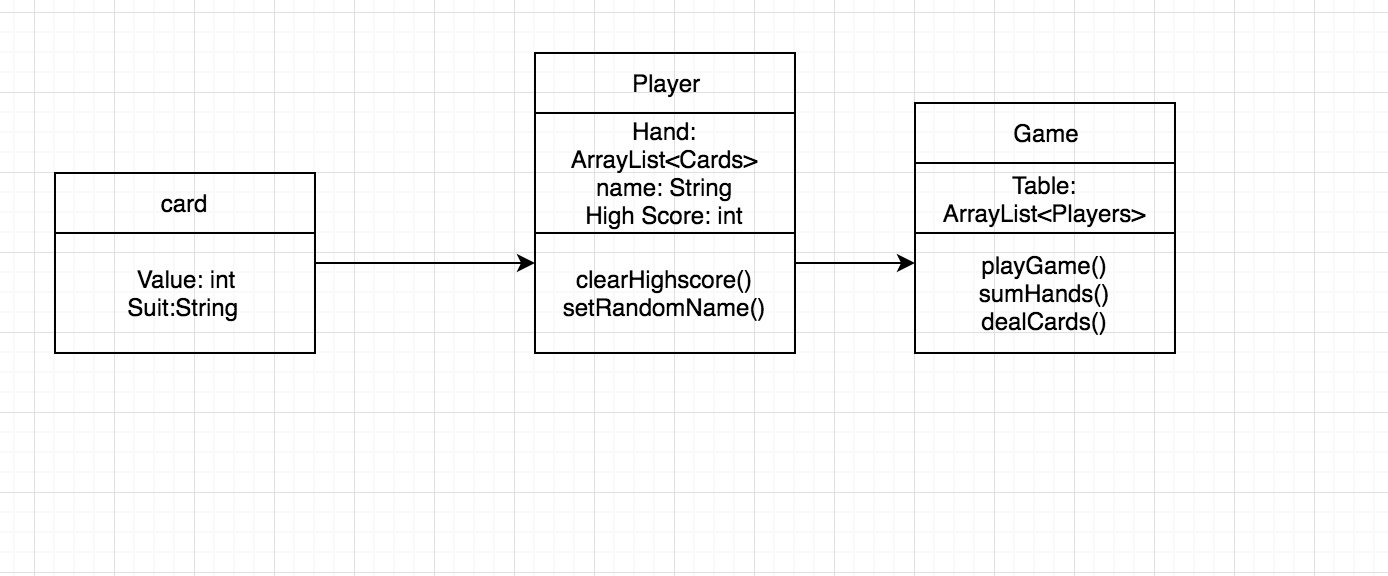 card
Value: int
Suit:String
Player
Hand:
ArrayList<Cards>
name: String
High Score: int
clearHighscore()
setRandomName()
Game
Table:
ArrayList<Players>
playGame()
sumHands()
dealCards()